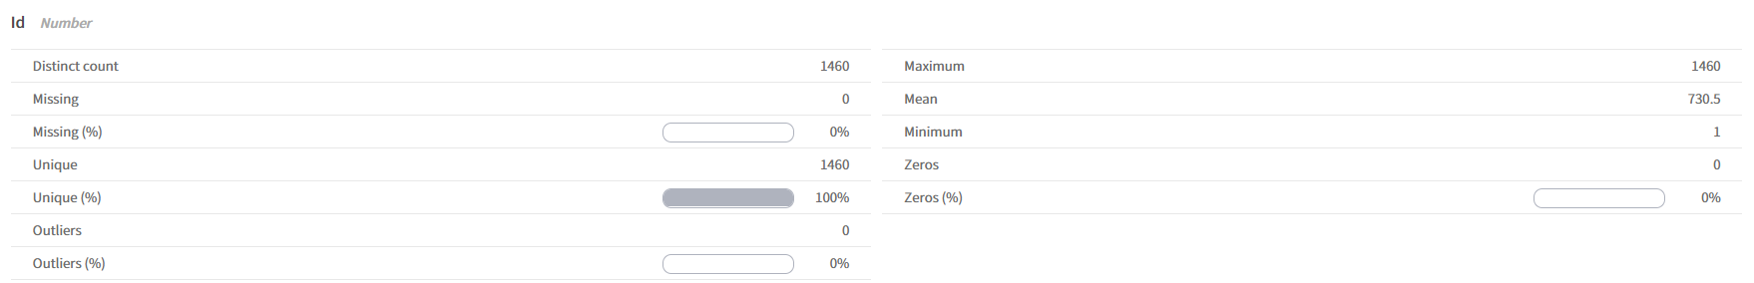 Id Number
Distinct count 1460
Missing 0
Missing (%) 0%
Unique 1460
Unique (%) 100%
Outliers 0
Outliers (%) 0%
Maximum 1460
Mean 730.5
Minimum 1
Zeros 0
Zeros (%) 0%